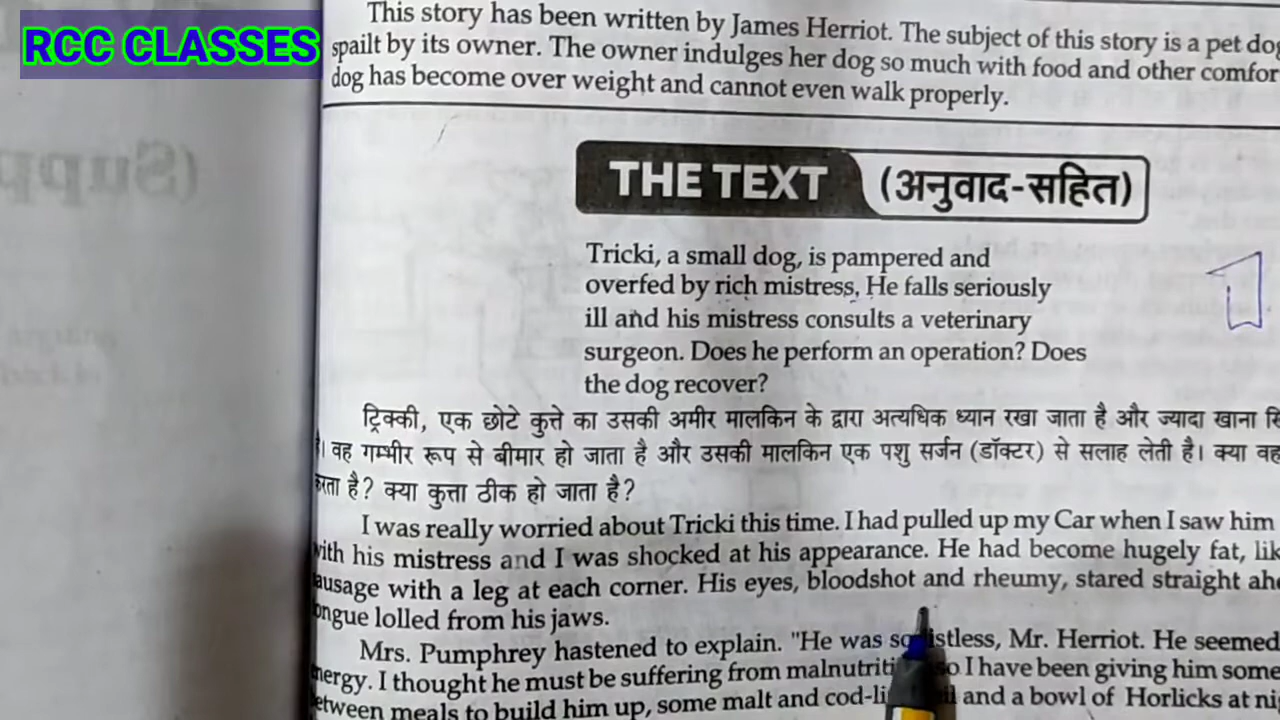 RCC CLASSES
This story has been written by James Herriot. The subject of this story is a pet dog
spailt by its owner. The owner indulges her dog so much with food and other comfor
dog has become over weight and cannot even walk properly.
THE TEXT (अनुवाद-सहित)
Tricki, a small dog, is pampered and
overfed by rich mistress, He falls seriously
ill and his mistress consults a veterinary
surgeon. Does he perform an operation? Does
the dog recover?
ट्रिक्की, एक छोटे कुत्ते का उसकी अमीर मालकिन के द्वारा अत्यधिक ध्यान रखा जाता है और ज्यादा खाना
है। वह गम्भीर रूप से बीमार हो जाता है और उसकी मालकिन एक पशु सर्जन (डॉक्टर) से सलाह लेती है। क्या वह
करता है? क्या कुत्ता ठीक हो जाता है?
I was really worried about Tricki this time. I had pulled up my Car when I saw him
with his mistress and I was shocked at his appearance. He had become hugely fat, lik
ausage with a leg at each corner. His eyes, bloodshot and rheumy, stared straight ahe
ongue lolled from his jaws.
Mrs. Pumphrey hastened to explain. "He was so listless, Mr. Herriot. He seemed
nergy. I thought he must be suffering from malnutriti so I have been giving him some
etween meals to build him up, some malt and cod-li and a bowl of Horlicks at ni